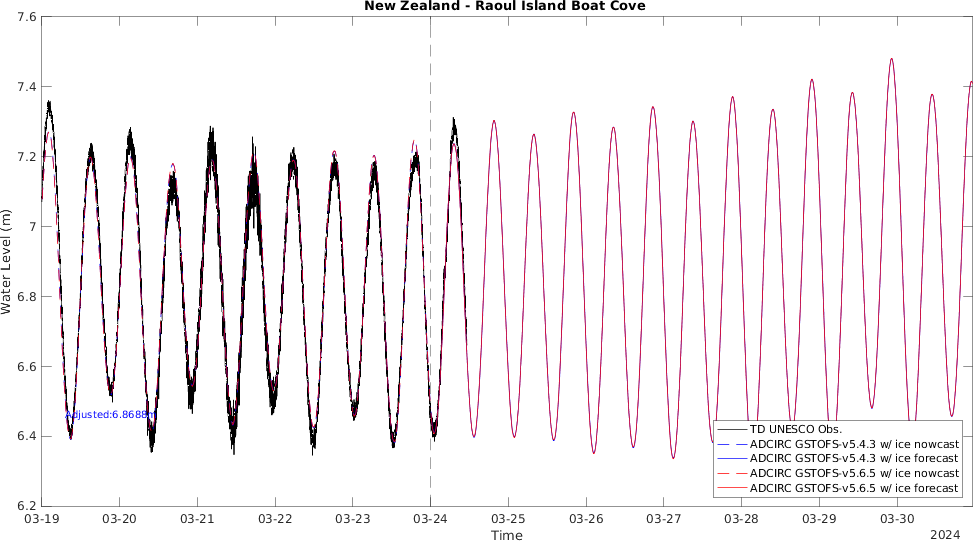 New Zealand - Raoul Island Boat Cove
7.6
7.4
7.2
7
6.8
6.6
6.4
6.2
Water Level (m)
Adjusted:6.8688m
TD UNESCO Obs.
ADCIRC GSTOFS-v5.4.3 w/ ice nowcast
ADCIRC GSTOFS-v5.4.3 w/ ice forecast
ADCIRC GSTOFS-v5.6.5 w/ ice nowcast
ADCIRC GSTOFS-v5.6.5 w/ ice forecast
03-19 03-20 03-21 03-22 03-23 03-24 03-25 03-26 03-27 03-28 03-29 03-30
Time
2024